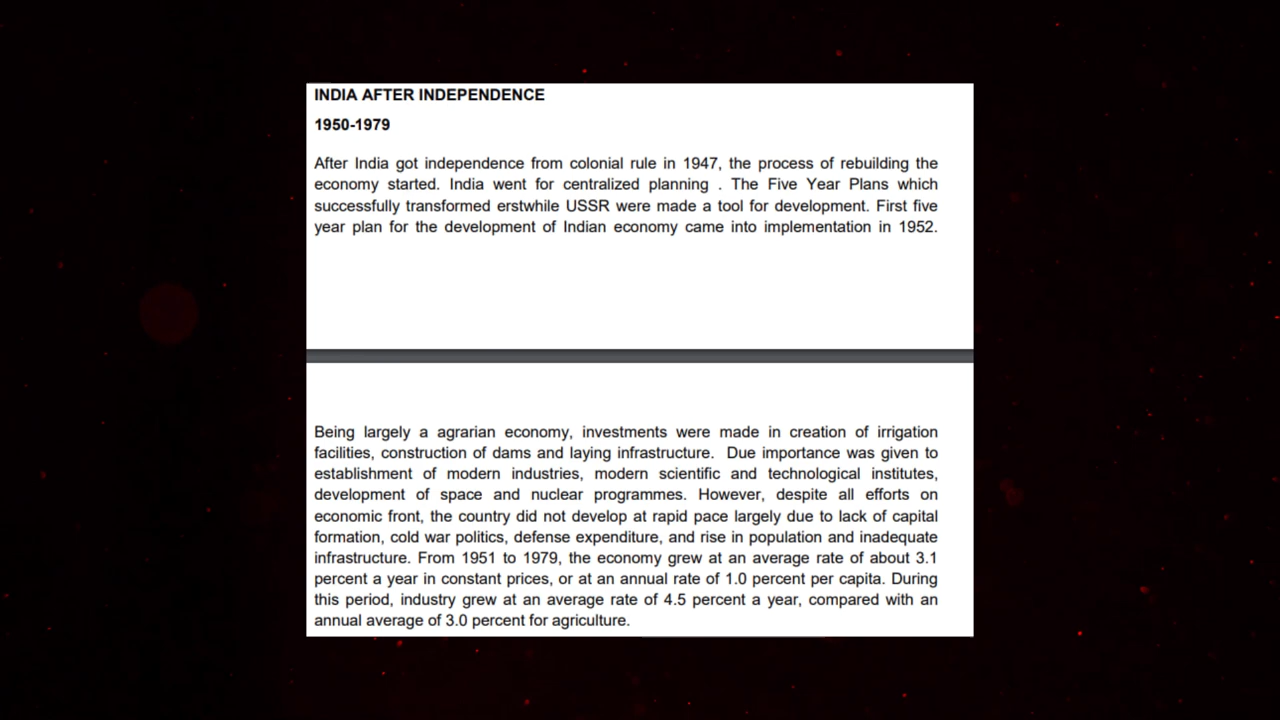 INDIA AFTER INDEPENDENCE
1950-1979
After India got independence from colonial rule in 1947, the process of rebuilding the
economy started. India went for centralized planning . The Five Year Plans which
successfully transformed erstwhile USSR were made a tool for development. First five
year plan for the development of Indian economy came into implementation in 1952.
Being largely a agrarian economy, investments were made in creation of irrigation
facilities, construction of dams and laying infrastructure. Due importance was given to
establishment of modern industries, modern scientific and technological institutes,
development of space and nuclear programmes. However, despite all efforts on
economic front, the country did not develop at rapid pace largely due to lack of capital
formation, cold war politics, defense expenditure, and rise in population and inadequate
infrastructure. From 1951 to 1979, the economy grew at an average rate of about 3.1
percent a year in constant prices, or at an annual rate of 1.0 percent per capita. During
this period, industry grew at an average rate of 4.5 percent a year, compared with an
annual average of 3.0 percent for agriculture.